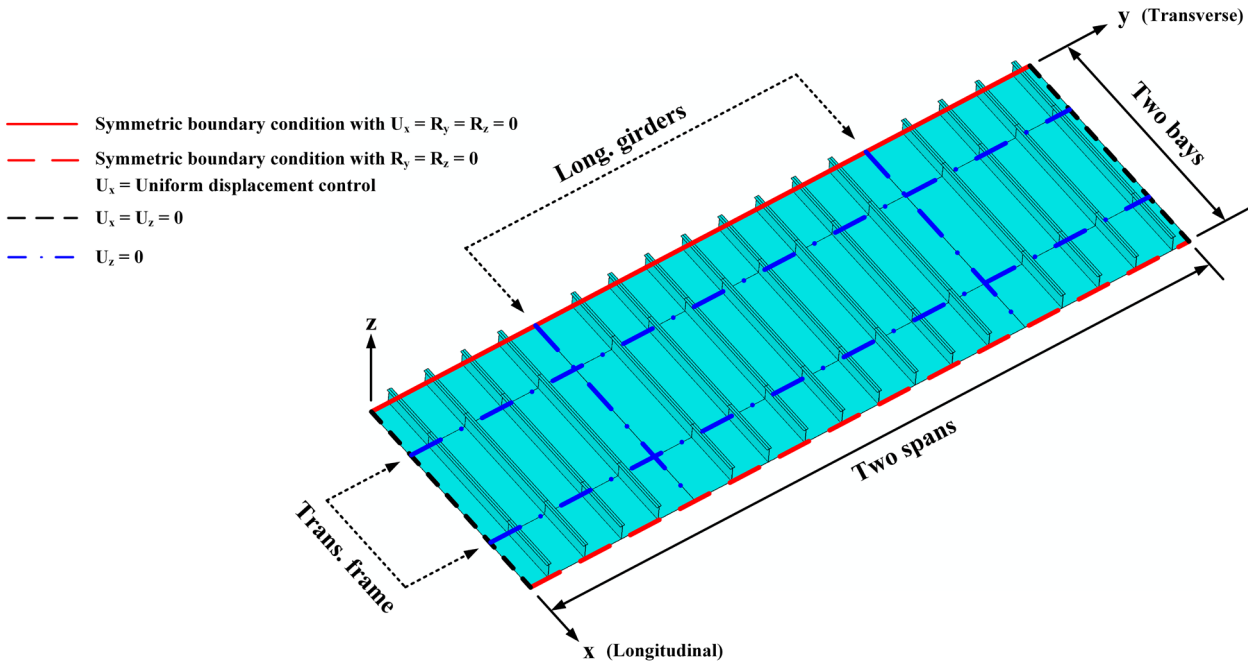 y (Transverse)
Two bays
Long. girders
Symmetric boundary condition with Ux = Ry = Rz = 0
Symmetric boundary condition with Ry = Rz = 0
Ux = Uniform displacement control
Ux = Uz = 0
Uz = 0
z
Two spans
Trans. frame
x (Longitudinal)